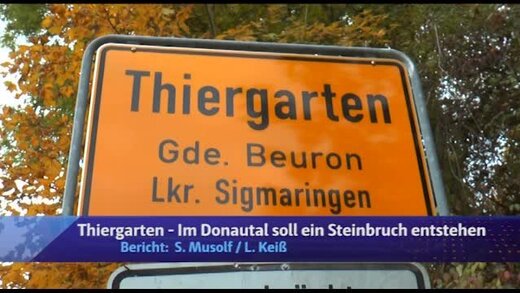 Thiergarten
Gde. Beuron
Lkr. Sigmaringen
Thiergarten - Im Donautal soll ein Steinbruch entstehen
Bericht: S. Musolf / L. Keiß